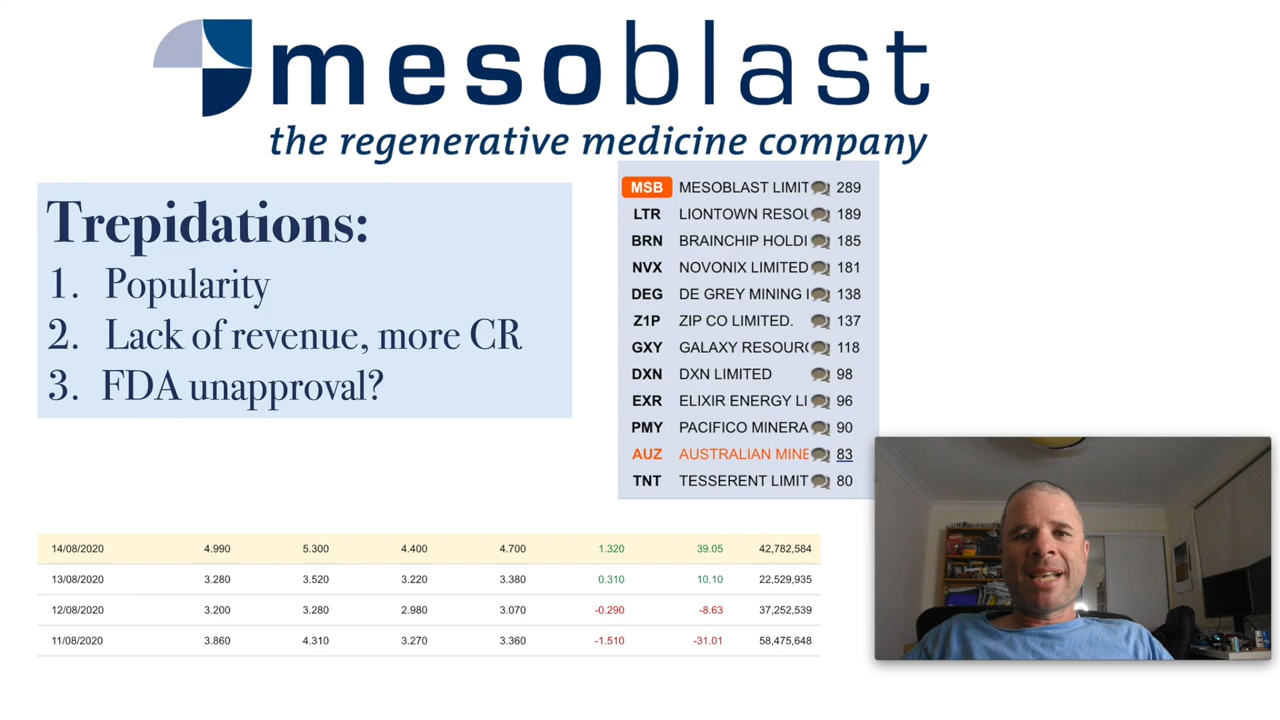 mesoblast
the regenerative medicine company
Trepidations:
1. Popularity
2. Lack of revenue, more CR
3. FDA unapproval?
MSB MESOBLAST LIMIT 289
LTR LIONTOWN RESOU 189
BRN BRAINCHIP HOLDI 185
NVX NOVONIX LIMITED 181
DEG DE GREY MINING I 138
Z1P ZIP CO LIMITED. 137
GXY GALAXY RESOURC 118
DXN DXN LIMITED 98
EXR ELIXIR ENERGY LI 96
PMY PACIFICO MINERA 90
AUZ AUSTRALIAN MINE 83
TNT TESSERENT LIMIT 80
14/08/2020 4.990 5.300 4.400 4.700 1.320 39.05 42,782,584
13/08/2020 3.280 3.520 3.220 3.380 0.310 10.10 22,529,935
12/08/2020 3.200 3.280 2.980 3.070 -0.290 -8.63 37,252,539
11/08/2020 3.860 4.310 3.270 3.360 -1.510 -31.01 58,475,648